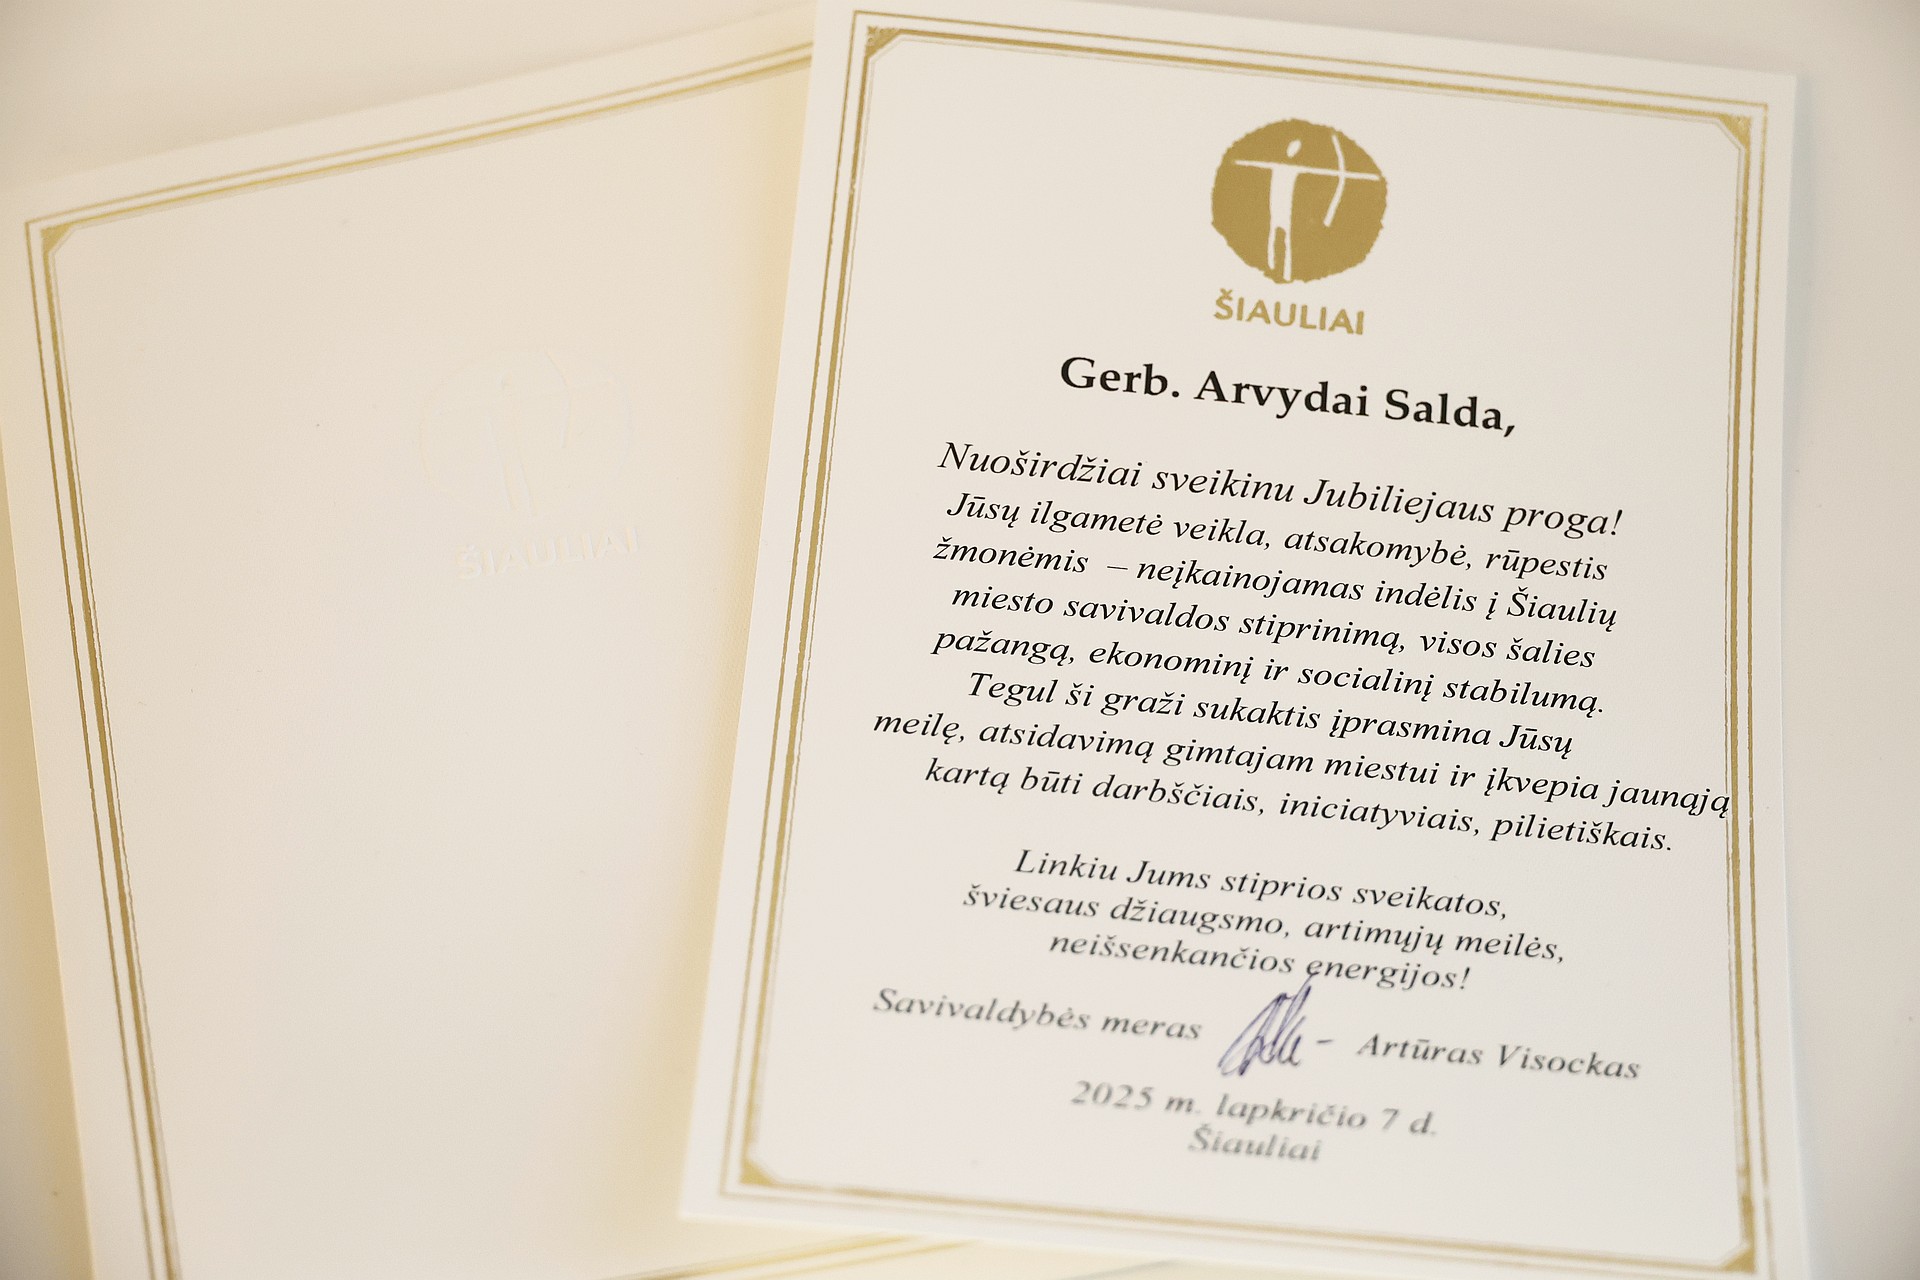 ŠIAULIAI
ŠIAULIAI
Gerb. Arvydai Salda,
Nuoširdžiai sveikinu Jubiliejaus proga!
Jūsų ilgametė veikla, atsakomybė, rūpestis
žmonėmis – neįkainojamas indėlis į Šiaulių
miesto savivaldos stiprinimą, visos šalies
pažangą, ekonominį ir socialinį stabilumą.
Tegul ši graži sukaktis įprasmina Jūsų
meilę, atsidavimą gimtajam miestui ir įkvepia jaunąją
kartą būti darbščiais, iniciatyviais, pilietiškais.
Linkiu Jums stiprios sveikatos,
šviesaus džiaugsmo, artimųjų meilės,
neišsenkančios energijos!
Savivaldybės meras – Artūras Visockas
2025 m. lapkričio 7 d.
Šiauliai